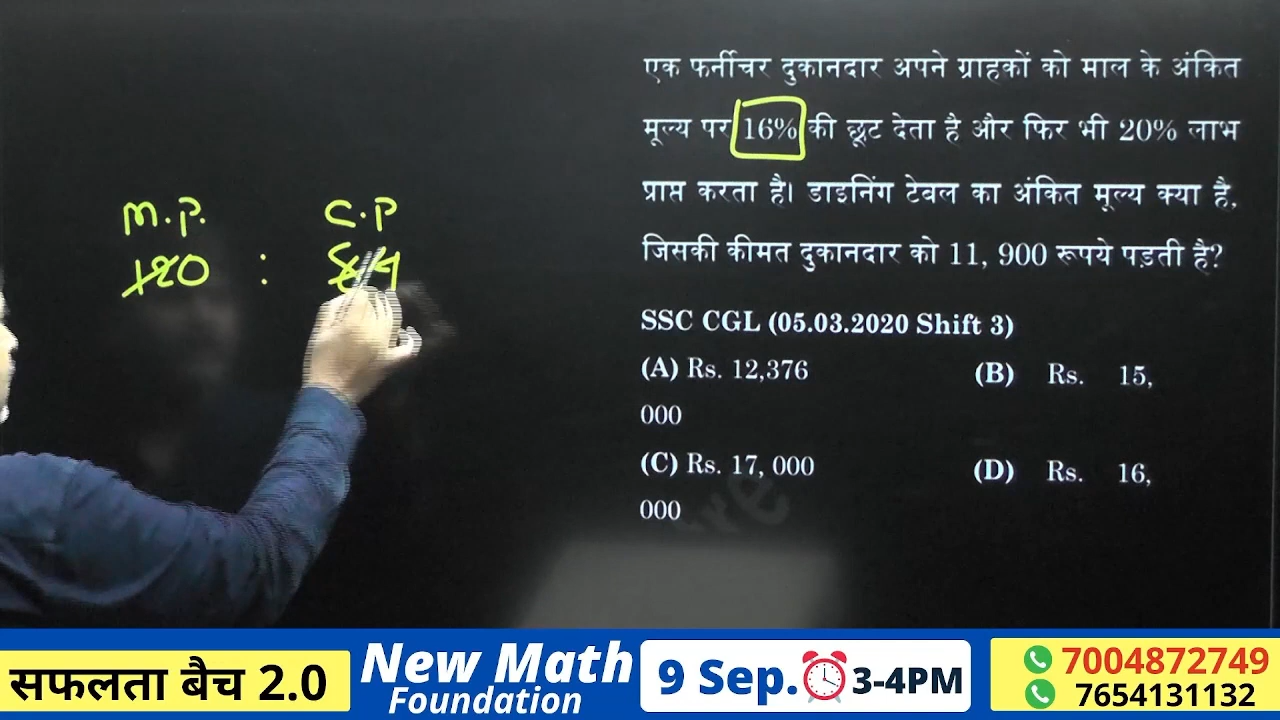 एक फर्नीचर दुकानदार अपने ग्राहकों को माल के अंकित
मूल्य पर 16% की छूट देता है और फिर भी 20% लाभ
प्राप्त करता है। डाइनिंग टेबल का अंकित मूल्य क्या है,
जिसकी कीमत दुकानदार को 11, 900 रूपये पड़ती है?
SSC CGL (05.03.2020 Shift 3)
(A) Rs. 12,376 (B) Rs. 15,
000
(C) Rs. 17, 000 (D) Rs. 16,
000
M.P. C.P
120 : 84
सफलता बैच 2.0
New Math
Foundation
9 Sep. 3-4PM
7004872749
7654131132